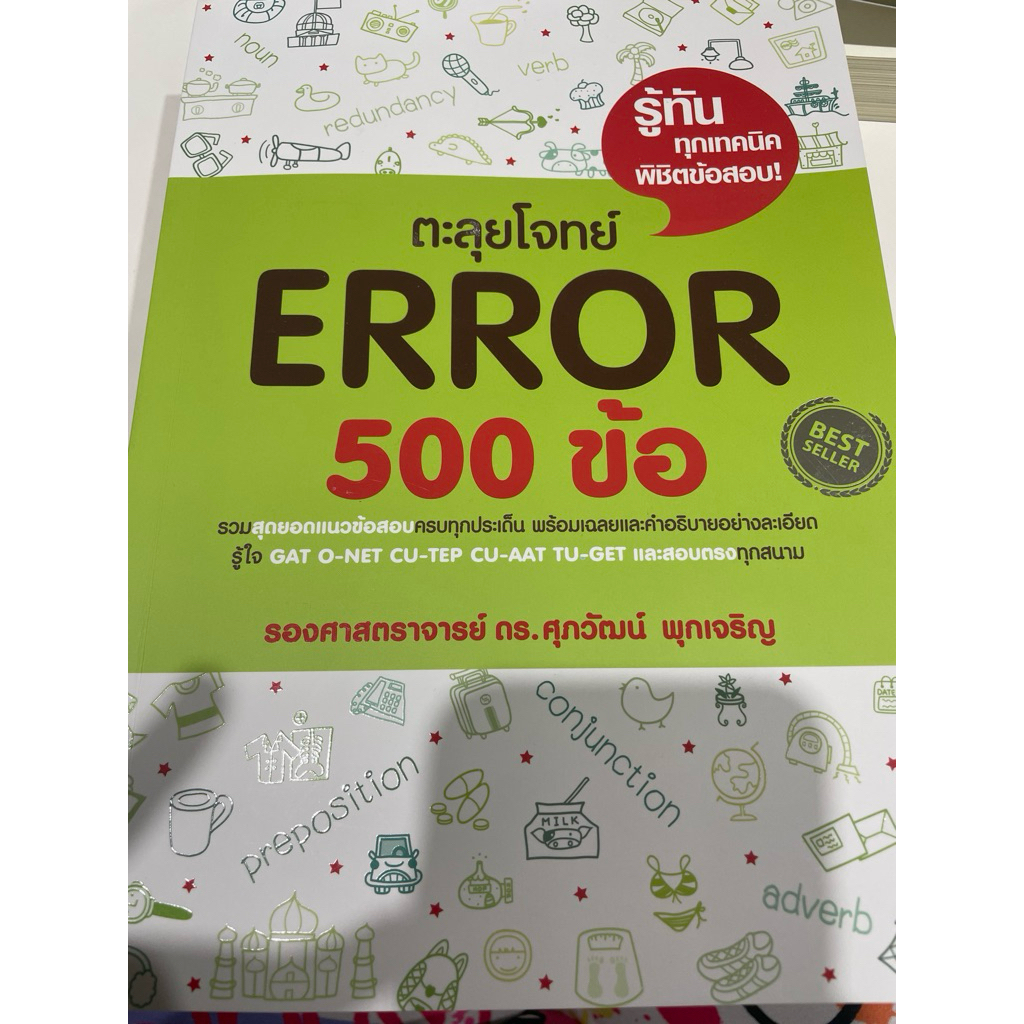 noun
verb
redundancy
รู้ทัน
ทุกเทคนิค
พิชิตข้อสอบ!
ตะลุยโจทย์
ERROR
500 ข้อ
BEST
SELLER
รวมสุดยอดแนวข้อสอบครบทุกประเด็น พร้อมเฉลยและคำอธิบายอย่างละเอียด
รู้ใจ GAT O-NET CU-TEP CU-AAT TU-GET และสอบตรงทุกสนาม
รองศาสตราจารย์ ดร. ศุภวัฒน์ พุกเจริญ
conjunction
DATE
preposition
MILK
adverb